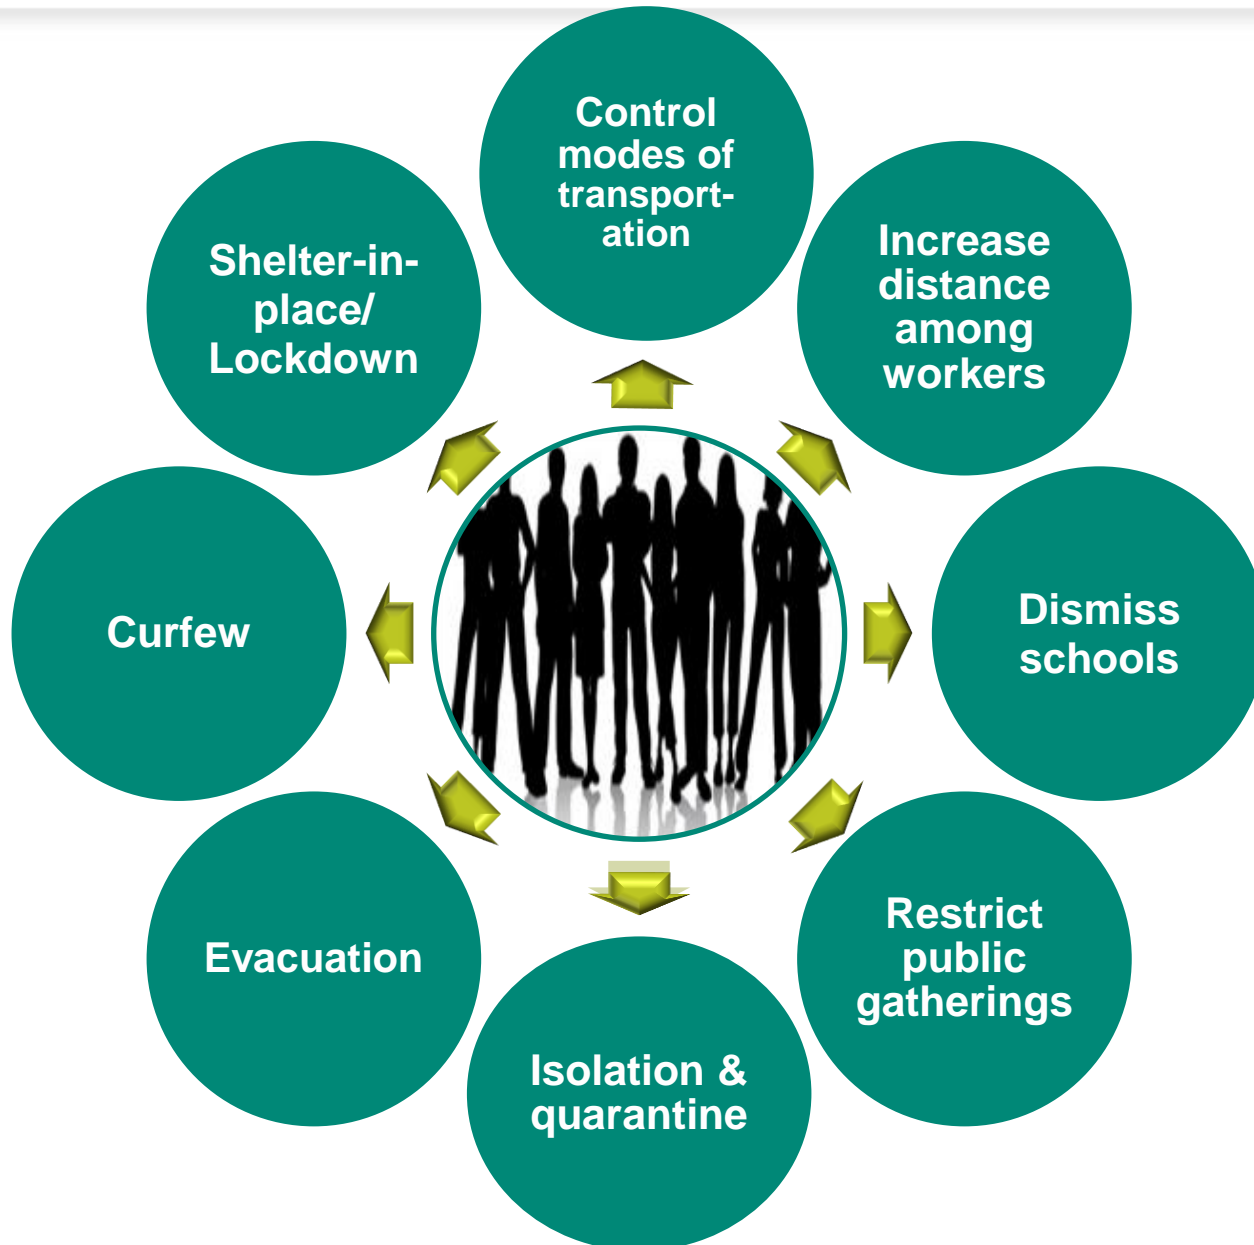 Control
modes of
transport-
ation
Increase
distance
among
workers
Dismiss
schools
Restrict
public
gatherings
Isolation &
quarantine
Evacuation
Curfew
Shelter-in-
place/
Lockdown